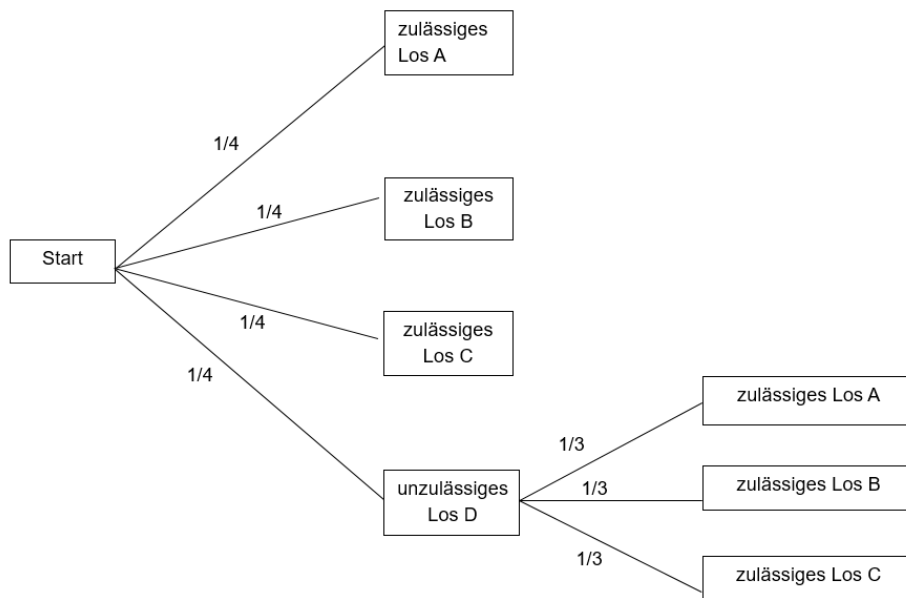 zulässiges
Los A
1/4
zulässiges
Los B
1/4
Start
zulässiges
Los C
1/4
1/4
zulässiges Los A
1/3
unzulässiges
Los D
1/3
zulässiges Los B
1/3
zulässiges Los C